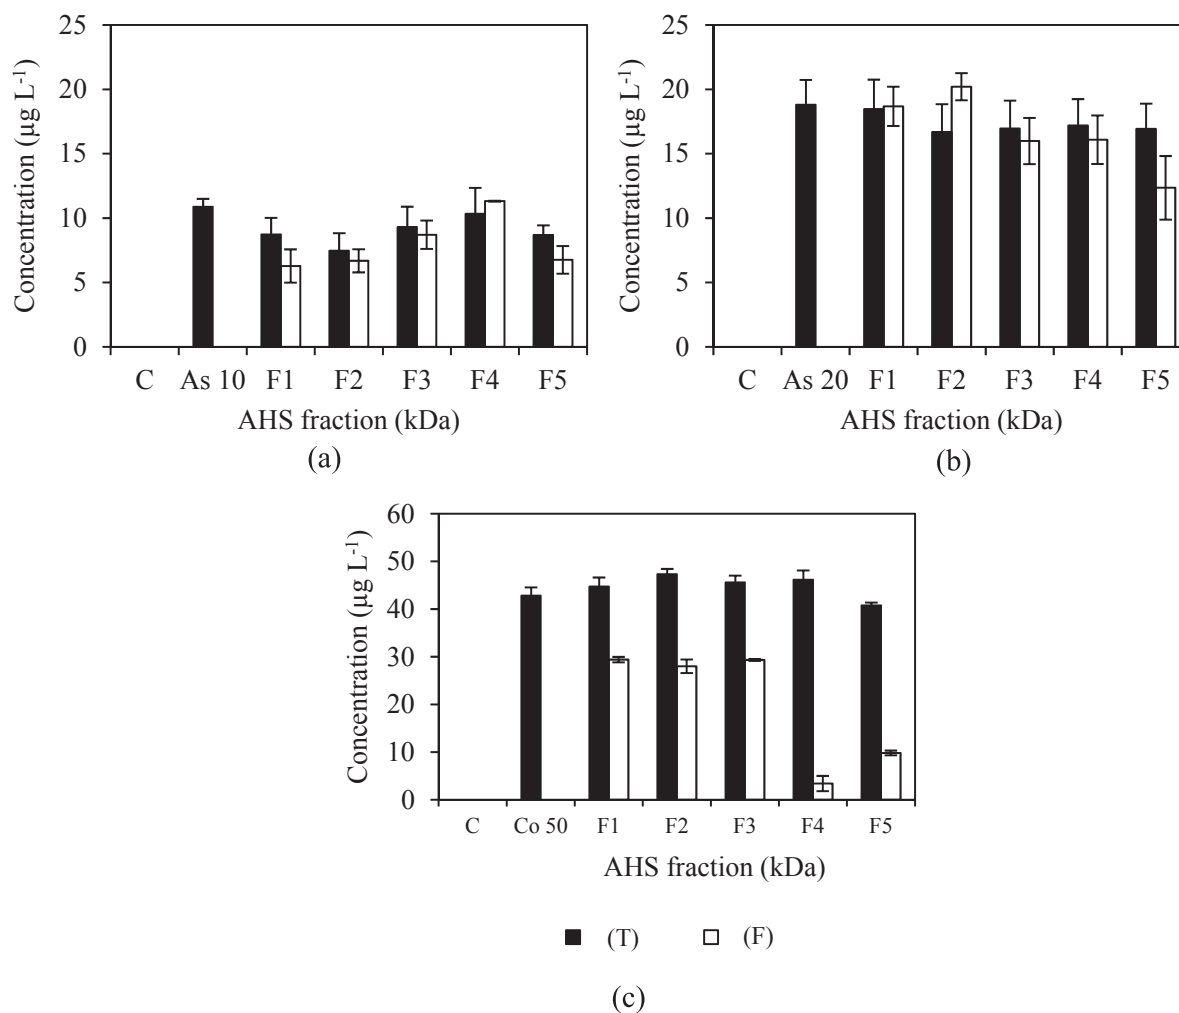 25
20
15
10
5
0
Concentration (µg L⁻¹)
C As 10 F1 F2 F3 F4 F5
AHS fraction (kDa)
(a)
25
20
15
10
5
0
Concentration (µg L⁻¹)
C As 20 F1 F2 F3 F4 F5
AHS fraction (kDa)
(b)
60
50
40
30
20
10
0
Concentration (µg L⁻¹)
C Co 50 F1 F2 F3 F4 F5
AHS fraction (kDa)
(T) (F)
(c)